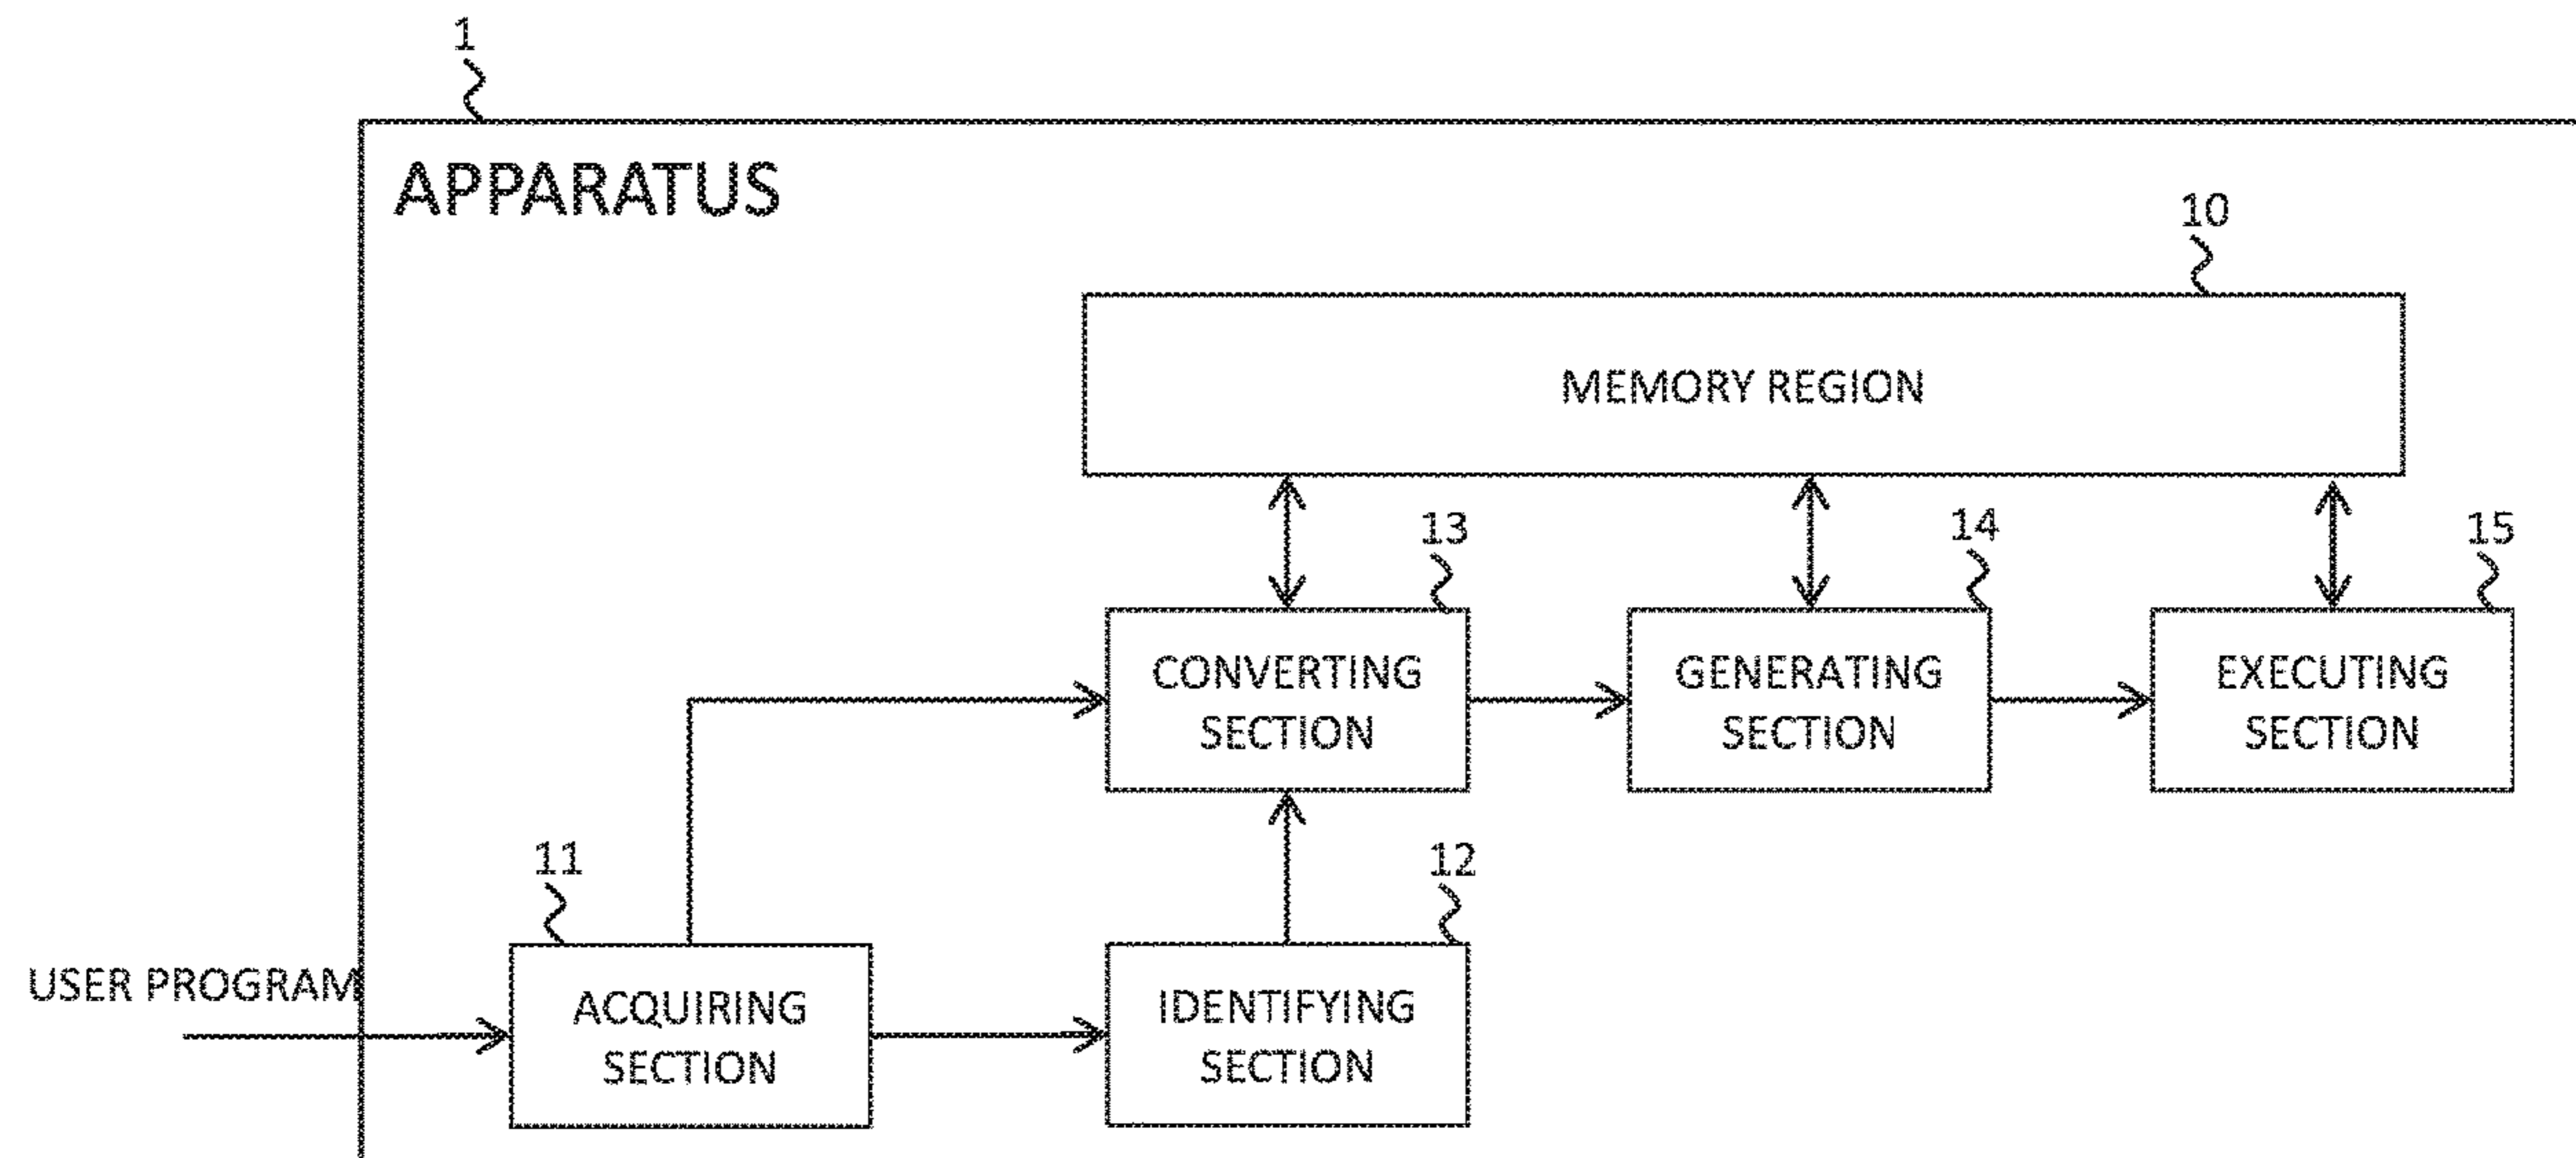 1
APPARATUS
10
MEMORY REGION
13
14
15
CONVERTING
SECTION
GENERATING
SECTION
EXECUTING
SECTION
11
12
USER PROGRAM
ACQUIRING
SECTION
IDENTIFYING
SECTION